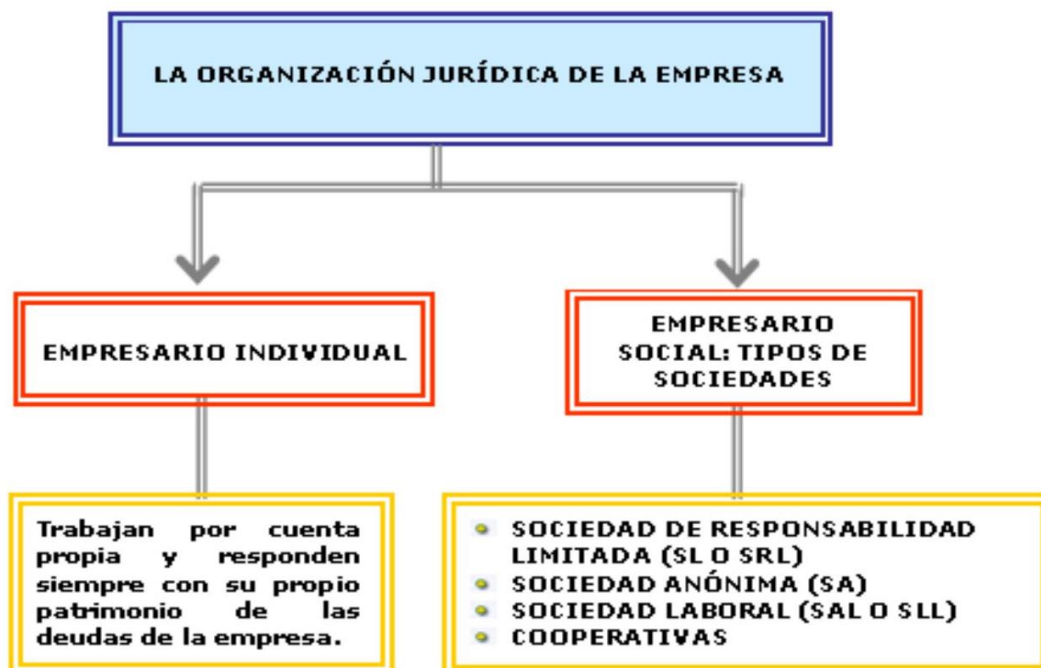 LA ORGANIZACIÓN JURÍDICA DE LA EMPRESA
EMPRESARIO INDIVIDUAL
EMPRESARIO
SOCIAL: TIPOS DE
SOCIEDADES
Trabajan por cuenta
propia y responden
siempre con su propio
patrimonio de las
deudas de la empresa.
SOCIEDAD DE RESPONSABILIDAD
LIMITADA (SL O SRL)
SOCIEDAD ANÓNIMA (SA)
SOCIEDAD LABORAL (SAL O SLL)
COOPERATIVAS